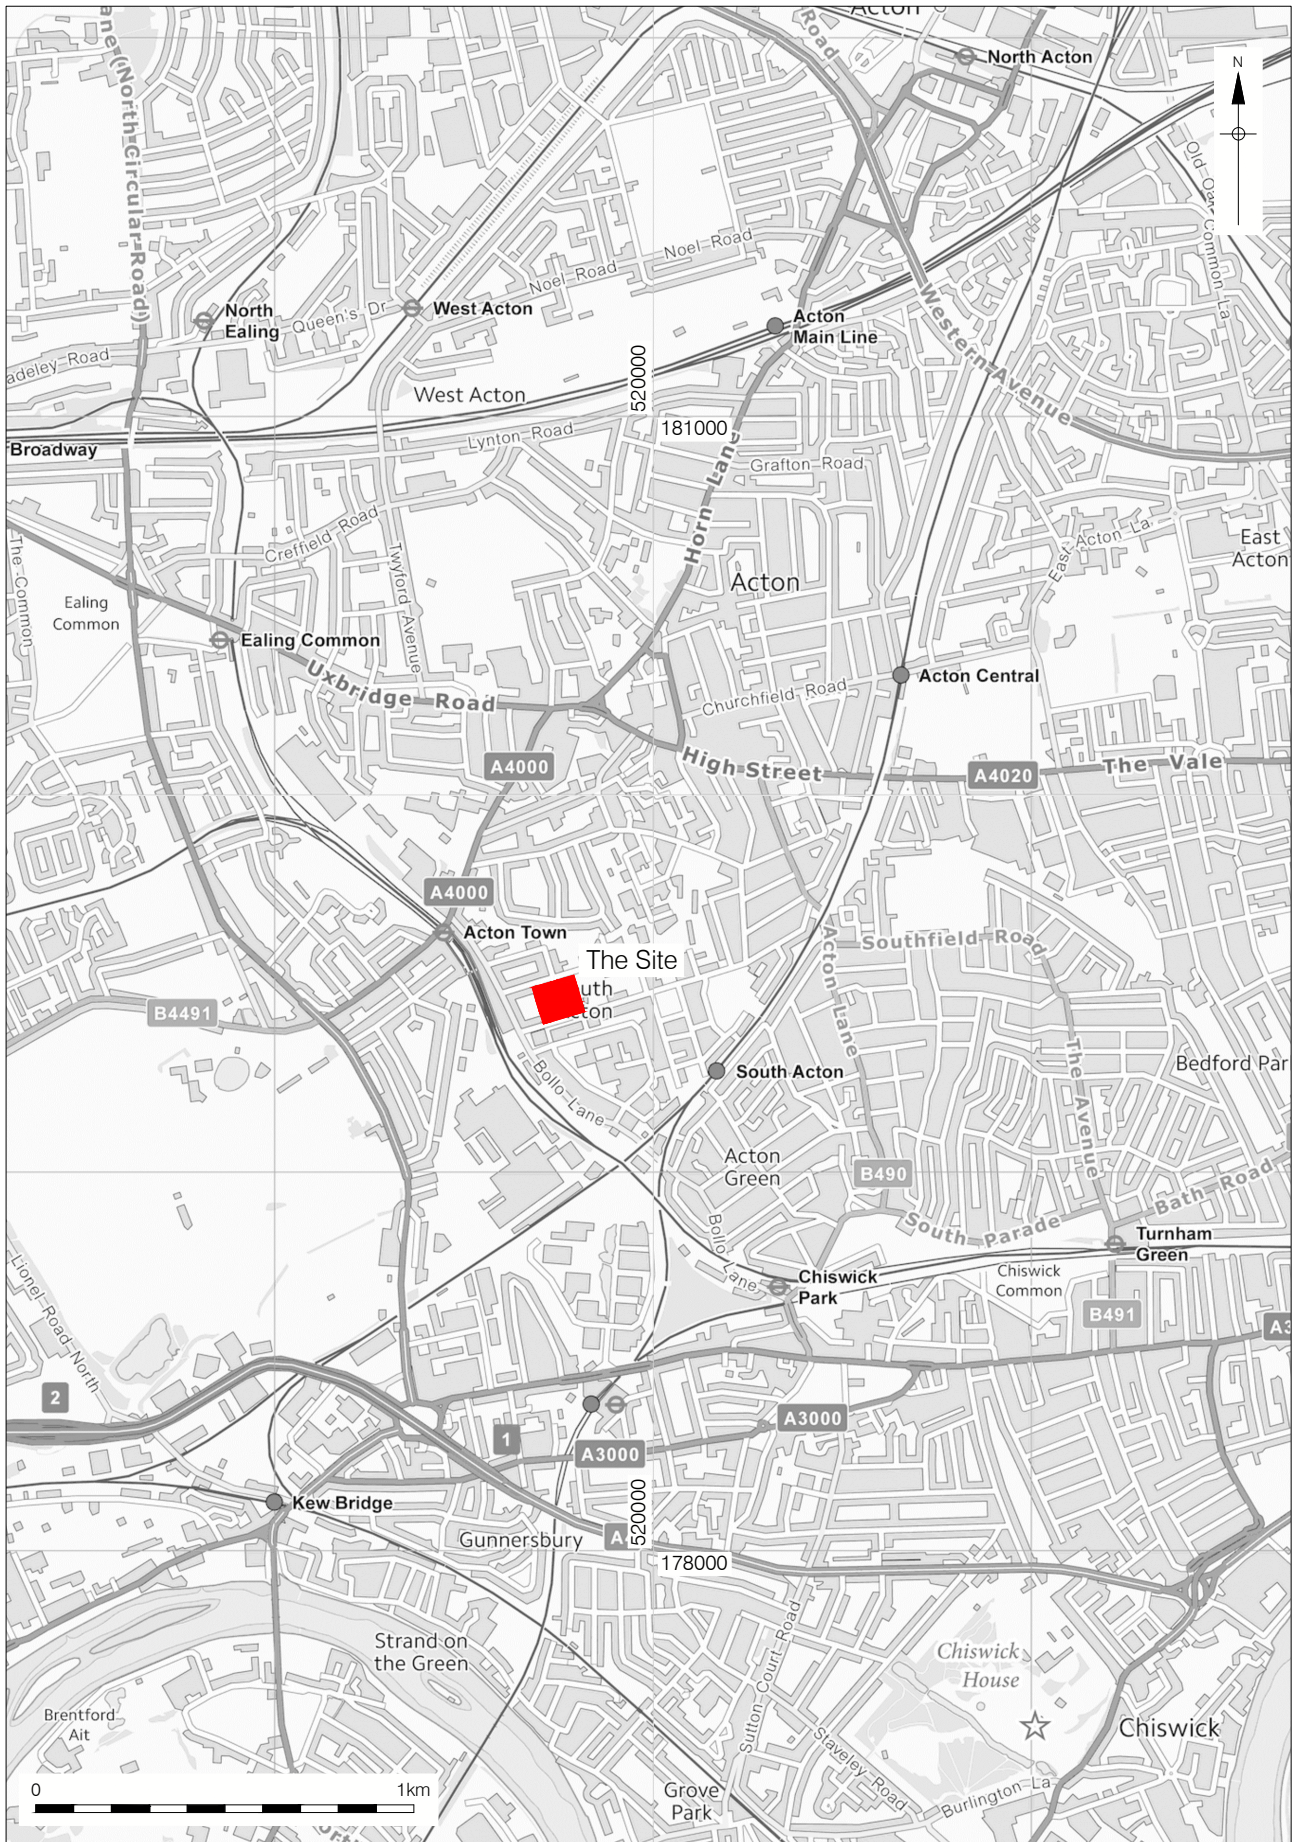 Acton
ane (North Circular Road)
Road
North Acton
N
Old Oak Common La
Noel Road
Noel Road
North
Ealing
Queen's Dr
West Acton
Acton
Main Line
Western Avenue
adeley Road
West Acton
520000
181000
Broadway
Lynton Road
Horn Lane
Grafton Road
Creffield Road
The Common
Twyford Avenue
East Acton La
East
Acton
Acton
Ealing
Common
Ealing Common
Uxbridge Road
Churchfield Road
Acton Central
A4000
High Street
A4020
The Vale
A4000
Acton Town
Acton Lane
Southfield Road
The Site
uth
cton
B4491
The Avenue
Bedford Par
South Acton
Bollo Lane
Acton
Green
B490
Bath Road
South Parade
Bollo Lane
Turnham
Green
Lionel Road North
Chiswick
Park
Chiswick
Common
B491
A3
2
1
A3000
A3000
Kew Bridge
520000
Gunnersbury
A4
178000
Strand on
the Green
Sutton Court Road
Chiswick
House
Brentford
Ait
Chiswick
Staveley Road
Burlington La
Grove
Park
0
1km